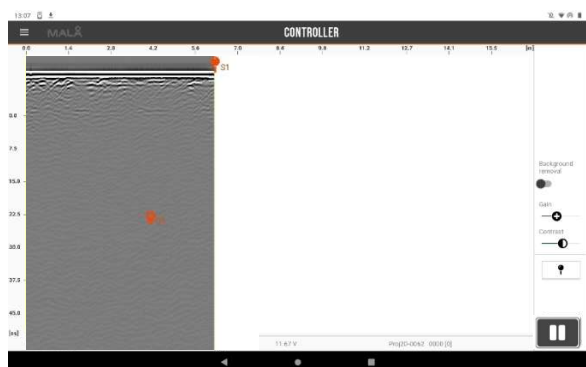 13:07
MALÅ
CONTROLLER
0.0 1.4 2.8 4.2 5.6 7.0 8.4 9.8 11.2 12.7 14.1 15.5 [m]
S1
0.0
7.5
15.0
22.5
30.0
37.5
45.0
[ns]
Background
removal
Gain
Contrast
11.67 V